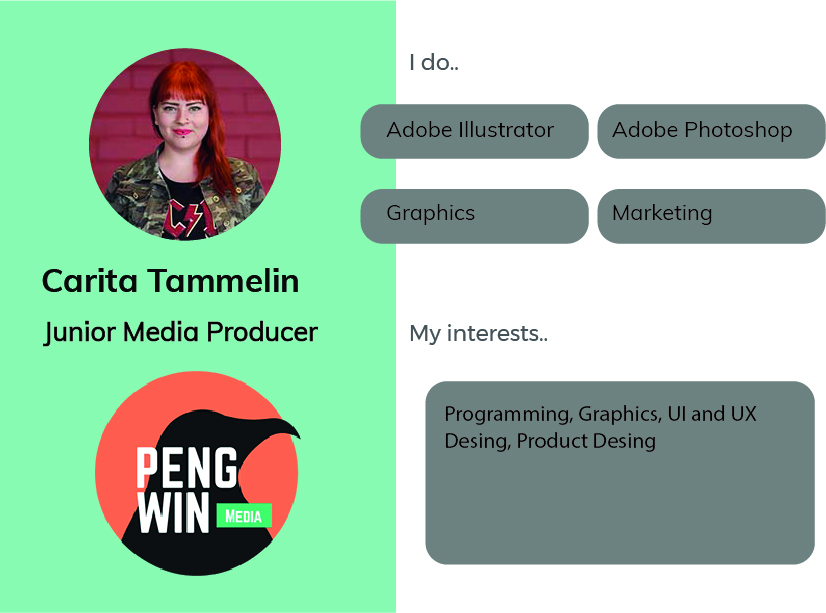 I do..
Adobe Illustrator
Adobe Photoshop
Graphics
Marketing
Carita Tammelin
Junior Media Producer
My interests..
Programming, Graphics, UI and UX
Desing, Product Desing
PENG
WIN
MEDIA